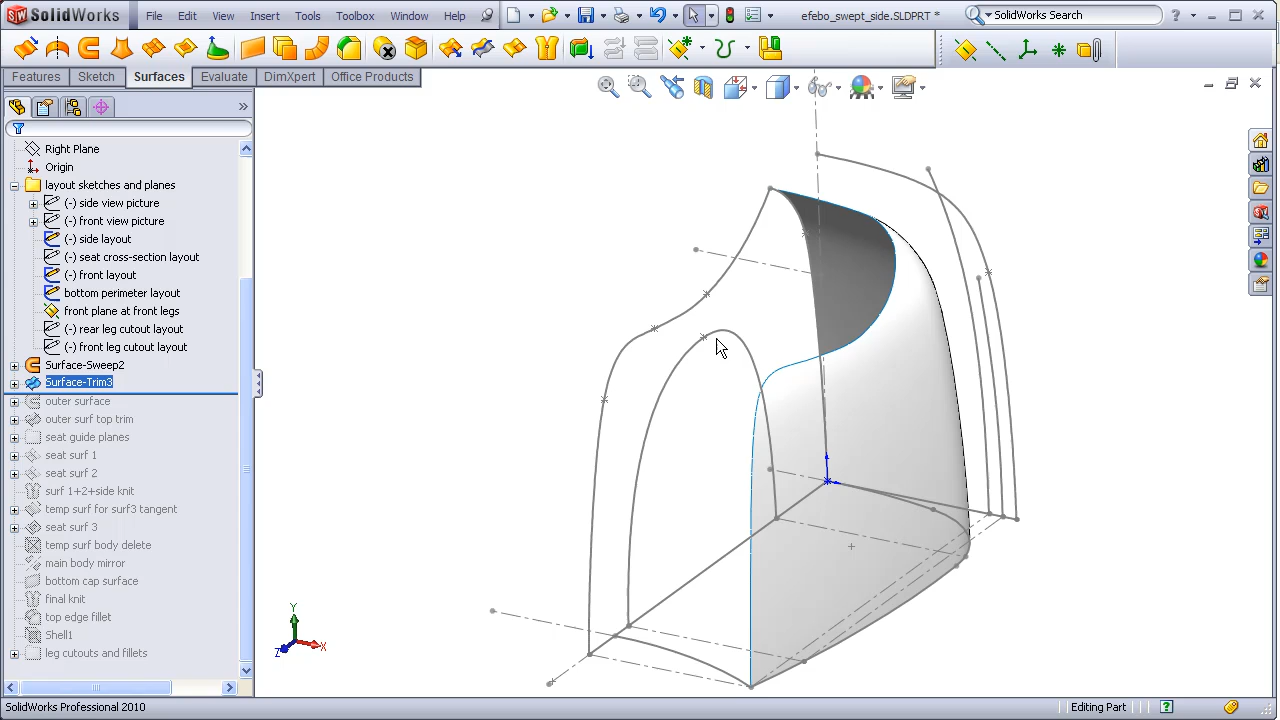 SolidWorks File Edit View Insert Tools Toolbox Window Help efebo_swept_side.SLDPRT * SolidWorks Search
Features Sketch Surfaces Evaluate DimXpert Office Products
Right Plane
Origin
layout sketches and planes
(-) side view picture
(-) front view picture
(-) side layout
(-) seat cross-section layout
(-) front layout
bottom perimeter layout
front plane at front legs
(-) rear leg cutout layout
(-) front leg cutout layout
Surface-Sweep2
Surface-Trim3
outer surface
outer surf top trim
seat guide planes
seat surf 1
seat surf 2
surf 1+2+side knit
temp surf for surf3 tangent
seat surf 3
temp surf body delete
main body mirror
bottom cap surface
final knit
top edge fillet
Shell1
leg cutouts and fillets
Y
X
Z
SolidWorks Professional 2010 Editing Part